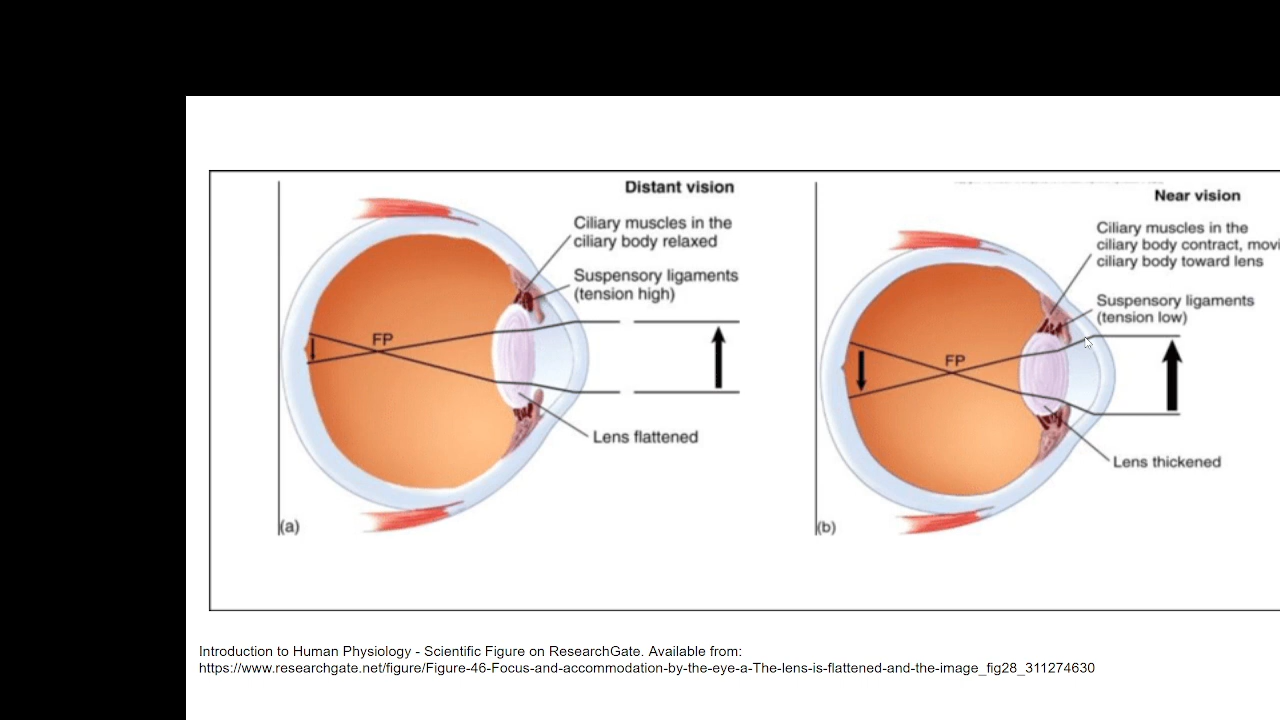 Distant vision
Ciliary muscles in the
ciliary body relaxed
Suspensory ligaments
(tension high)
FP
Lens flattened
(a)
Near vision
Ciliary muscles in the
ciliary body contract,
ciliary body toward lens
Suspensory ligaments
(tension low)
FP
Lens thickened
(b)
Introduction to Human Physiology - Scientific Figure on ResearchGate. Available from:
https://www.researchgate.net/figure/Figure-46-Focus-and-accommodation-by-the-eye-a-The-lens-is-flattened-and-the-image_fig28_311274630